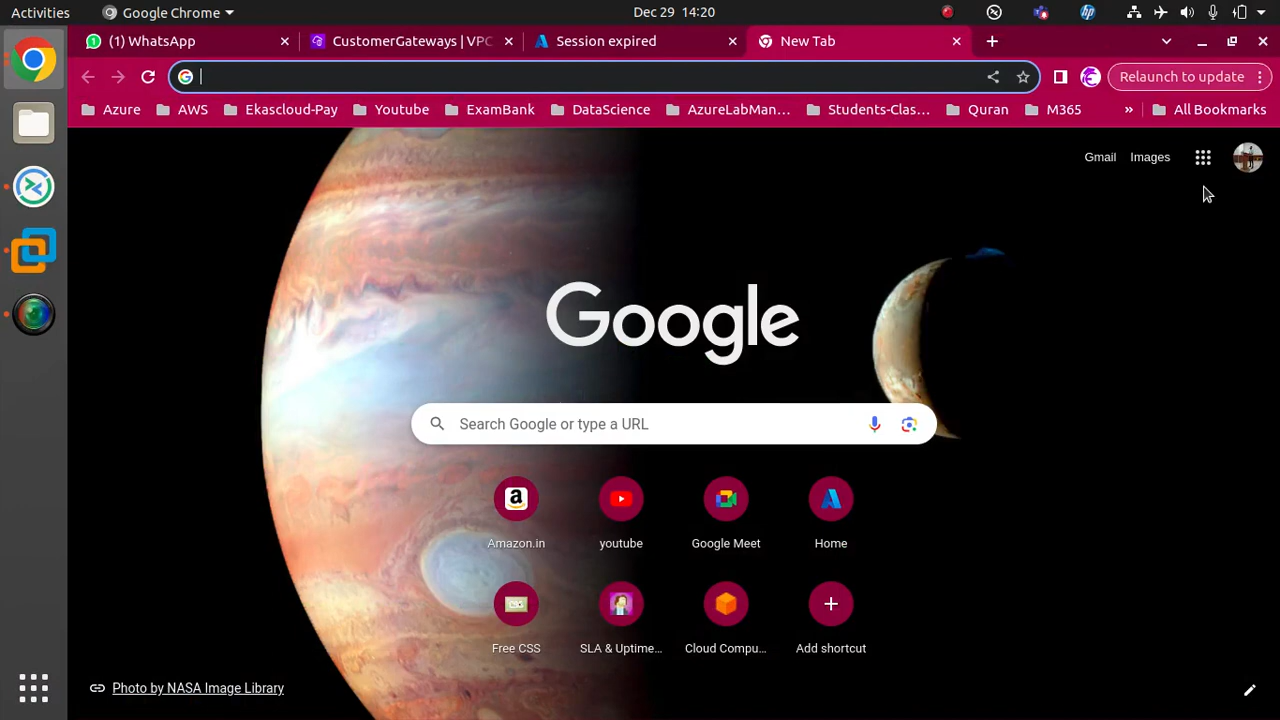 Activities
Google Chrome
Dec 29 14:20
(1) WhatsApp
CustomerGateways | VPC
Session expired
New Tab
Relaunch to update
Azure
AWS
Ekascloud-Pay
Youtube
ExamBank
DataScience
AzureLabMan...
Students-Clas...
Quran
M365
»
All Bookmarks
Gmail
Images
Google
Search Google or type a URL
Amazon.in
youtube
Google Meet
Home
Free CSS
SLA & Uptime...
Cloud Compu...
Add shortcut
Photo by NASA Image Library